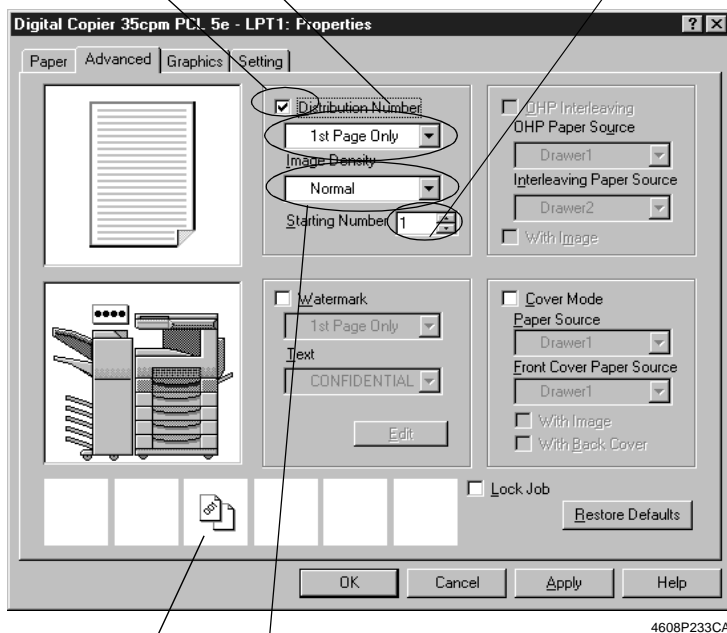 Digital Copier 35cpm PCL 5e - LPT1: Properties
Paper Advanced Graphics Setting
Distribution Number
1st Page Only
Image Density
Normal
Starting Number 1
OHP Interleaving
OHP Paper Source
Drawer1
Interleaving Paper Source
Drawer2
With Image
Watermark
1st Page Only
Text
CONFIDENTIAL
Edit
Cover Mode
Paper Source
Drawer1
Front Cover Paper Source
Drawer1
With Image
With Back Cover
Lock Job
Restore Defaults
OK Cancel Apply Help
4608P233CA